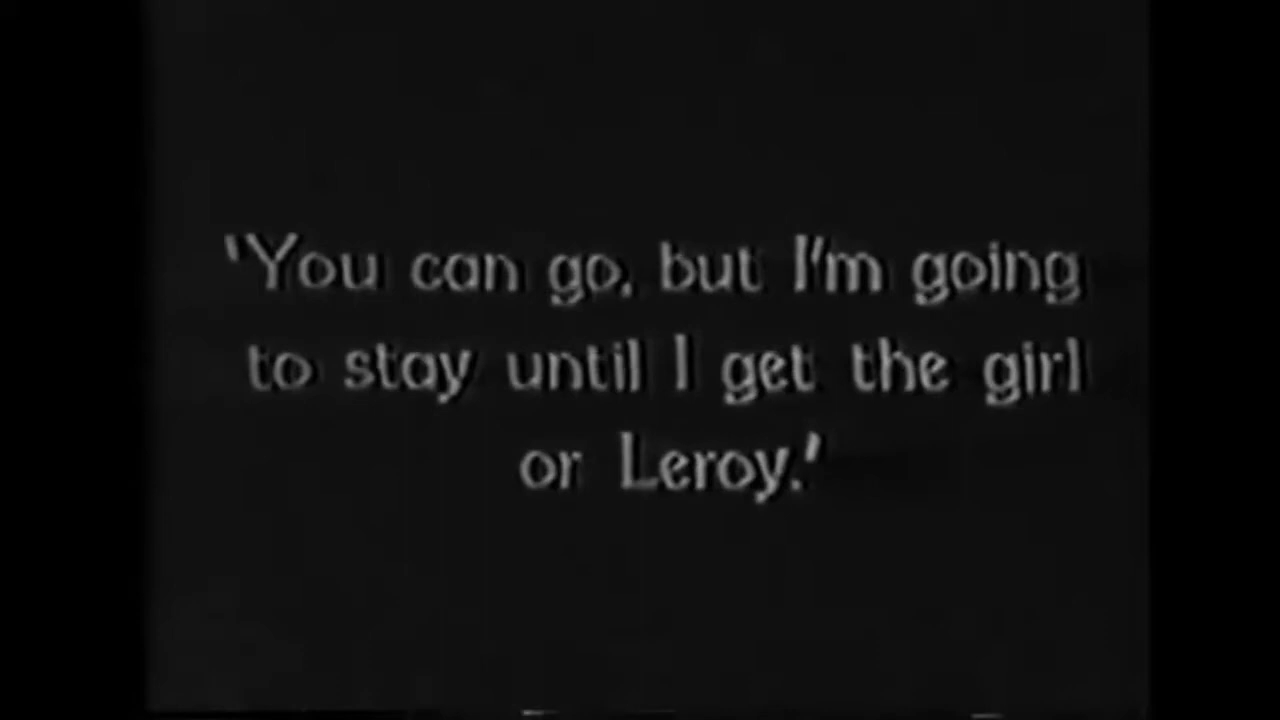 'You can go, but I'm going
to stay until I get the girl
or Leroy.'